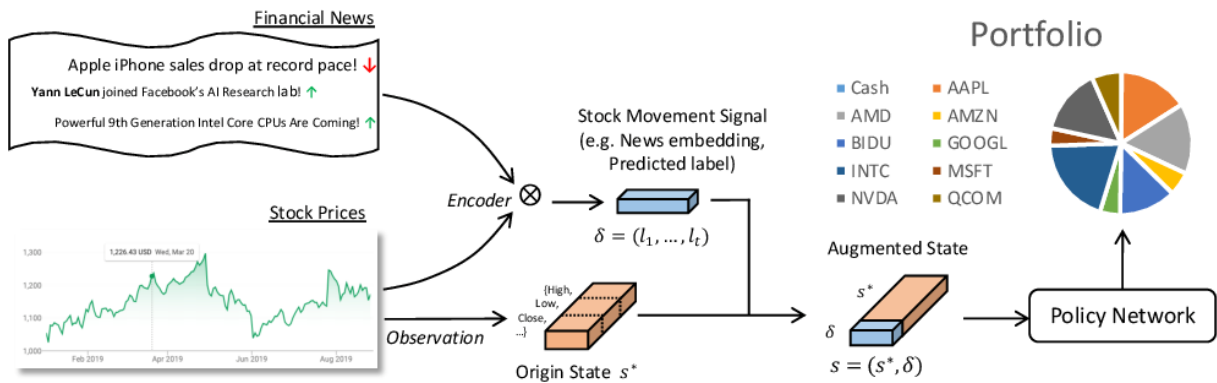 Financial News
Apple iPhone sales drop at record pace! ↓
Yann LeCun joined Facebook's AI Research lab! ↑
Powerful 9th Generation Intel Core CPUs Are Coming! ↑
Stock Prices
1,226.43 USD Wed, Mar 20
1,300
1,200
1,100
1,000
Feb 2019
Apr 2019
Jun 2019
Aug 2019
Encoder
⊗
Observation
Stock Movement Signal
(e.g. News embedding,
Predicted label)
δ = (l₁, …, lₜ)
{High,
Low,
Close,
…}
Origin State s*
Augmented State
s*
δ
s = (s*, δ)
Policy Network
Portfolio
Cash
AAPL
AMD
AMZN
BIDU
GOOGL
INTC
MSFT
NVDA
QCOM